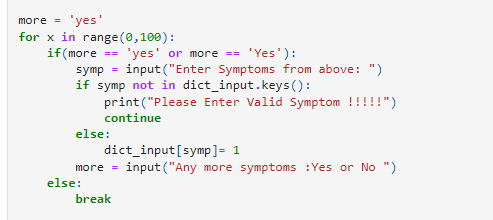 more = 'yes'
for x in range(0,100):
    if(more == 'yes' or more == 'Yes'):
        symp = input("Enter Symptoms from above: ")
        if symp not in dict_input.keys():
            print("Please Enter Valid Symptom !!!!!")
            continue
        else:
            dict_input[symp]= 1
        more = input("Any more symptoms :Yes or No ")
    else:
        break